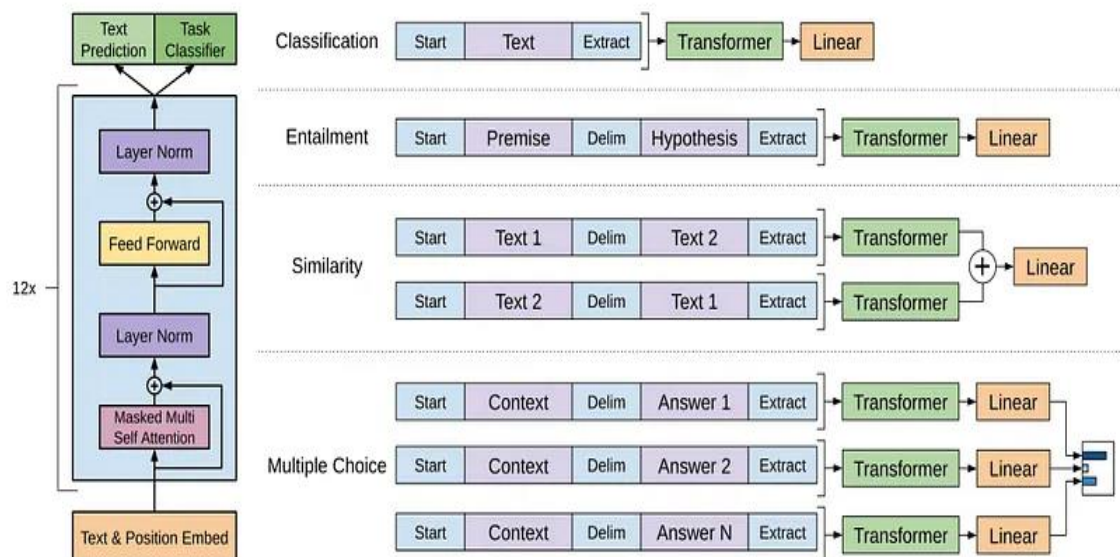 Text
Prediction
Task
Classifier
12x
Layer Norm
+
Feed Forward
Layer Norm
+
Masked Multi
Self Attention
Text & Position Embed
Classification
Start Text Extract Transformer Linear
Entailment
Start Premise Delim Hypothesis Extract Transformer Linear
Similarity
Start Text 1 Delim Text 2 Extract Transformer
+ Linear
Start Text 2 Delim Text 1 Extract Transformer
Multiple Choice
Start Context Delim Answer 1 Extract Transformer Linear
Start Context Delim Answer 2 Extract Transformer Linear
Start Context Delim Answer N Extract Transformer Linear